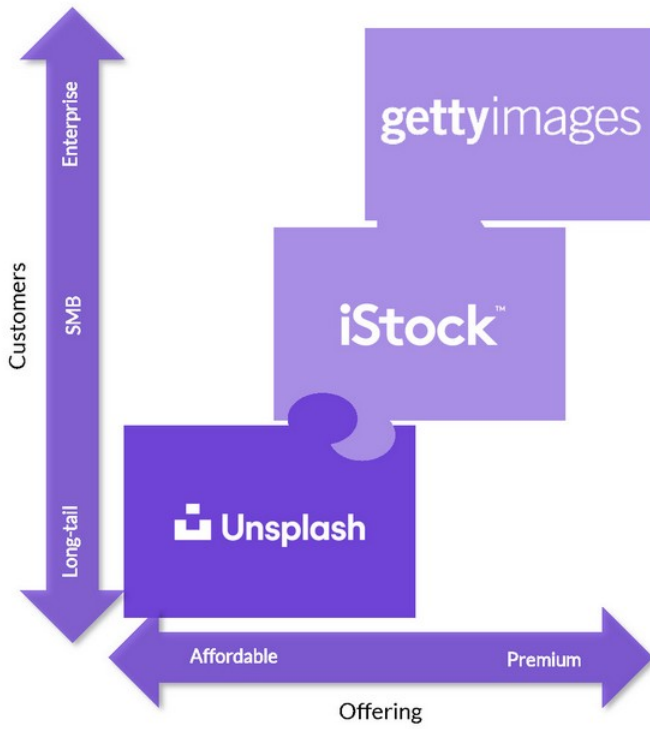 Enterprise
gettyimages
Customers
SMB
iStock™
Long-tail
Unsplash
Affordable
Premium
Offering